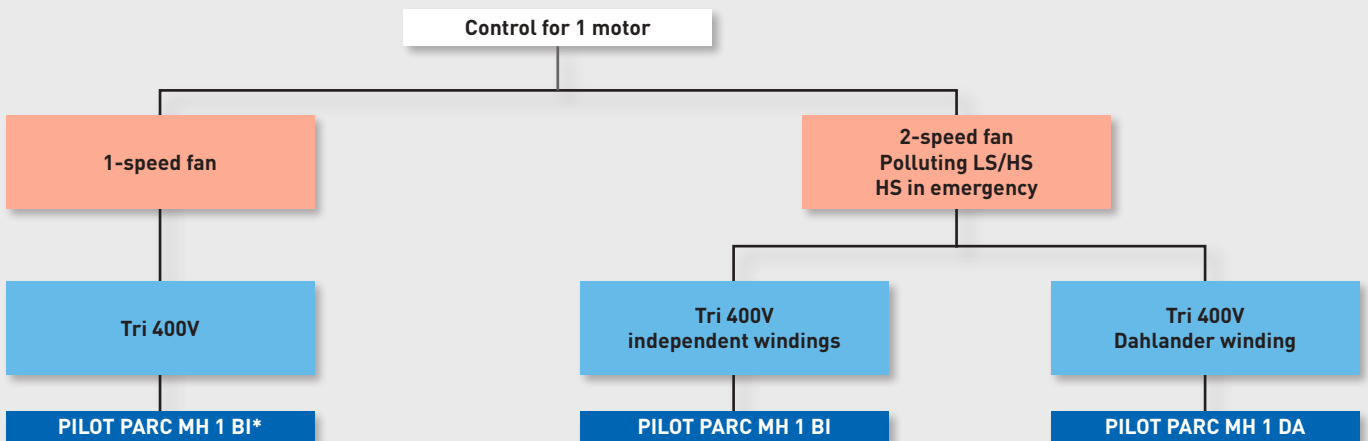 Control for 1 motor
1-speed fan
2-speed fan
Polluting LS/HS
HS in emergency
Tri 400V
Tri 400V
independent windings
Tri 400V
Dahlander winding
PILOT PARC MH 1 BI*
PILOT PARC MH 1 BI
PILOT PARC MH 1 DA